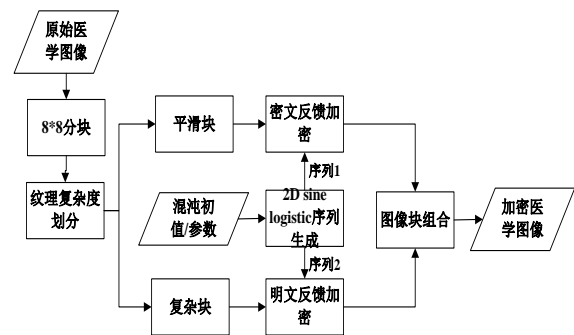 原始医
学图像
8*8分块
纹理复杂度
划分
平滑块
密文反馈加
密
序列1
混沌初
值/参数
2D sine
logistic序列
生成
序列2
复杂块
明文反馈加
密
图像块组合
加密医
学图像